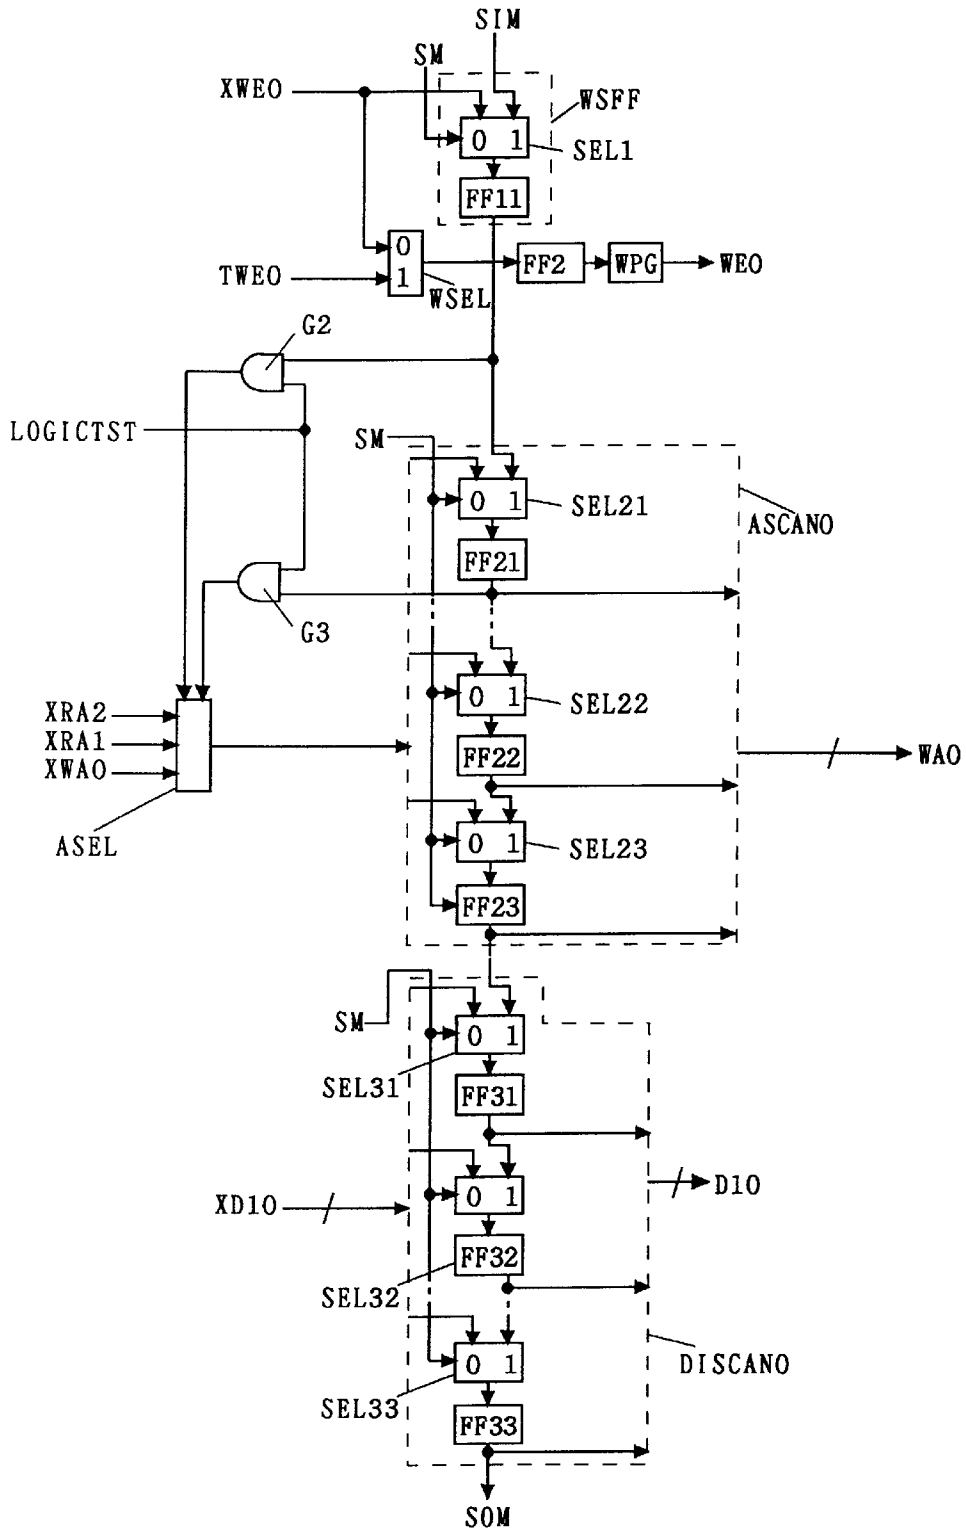 SIM
SM
XWEO
WSFF
0 1
SEL1
FF11
0
1
TWEO
WSEL
FF2
WPG
WEO
G2
LOGICTST
SM
0 1
SEL21
ASCANO
FF21
G3
0 1
SEL22
XRA2
XRA1
XWAO
FF22
WAO
ASEL
0 1
SEL23
FF23
SM
0 1
SEL31
FF31
XD10
0 1
D10
FF32
SEL32
0 1
DISCANO
SEL33
FF33
SOM